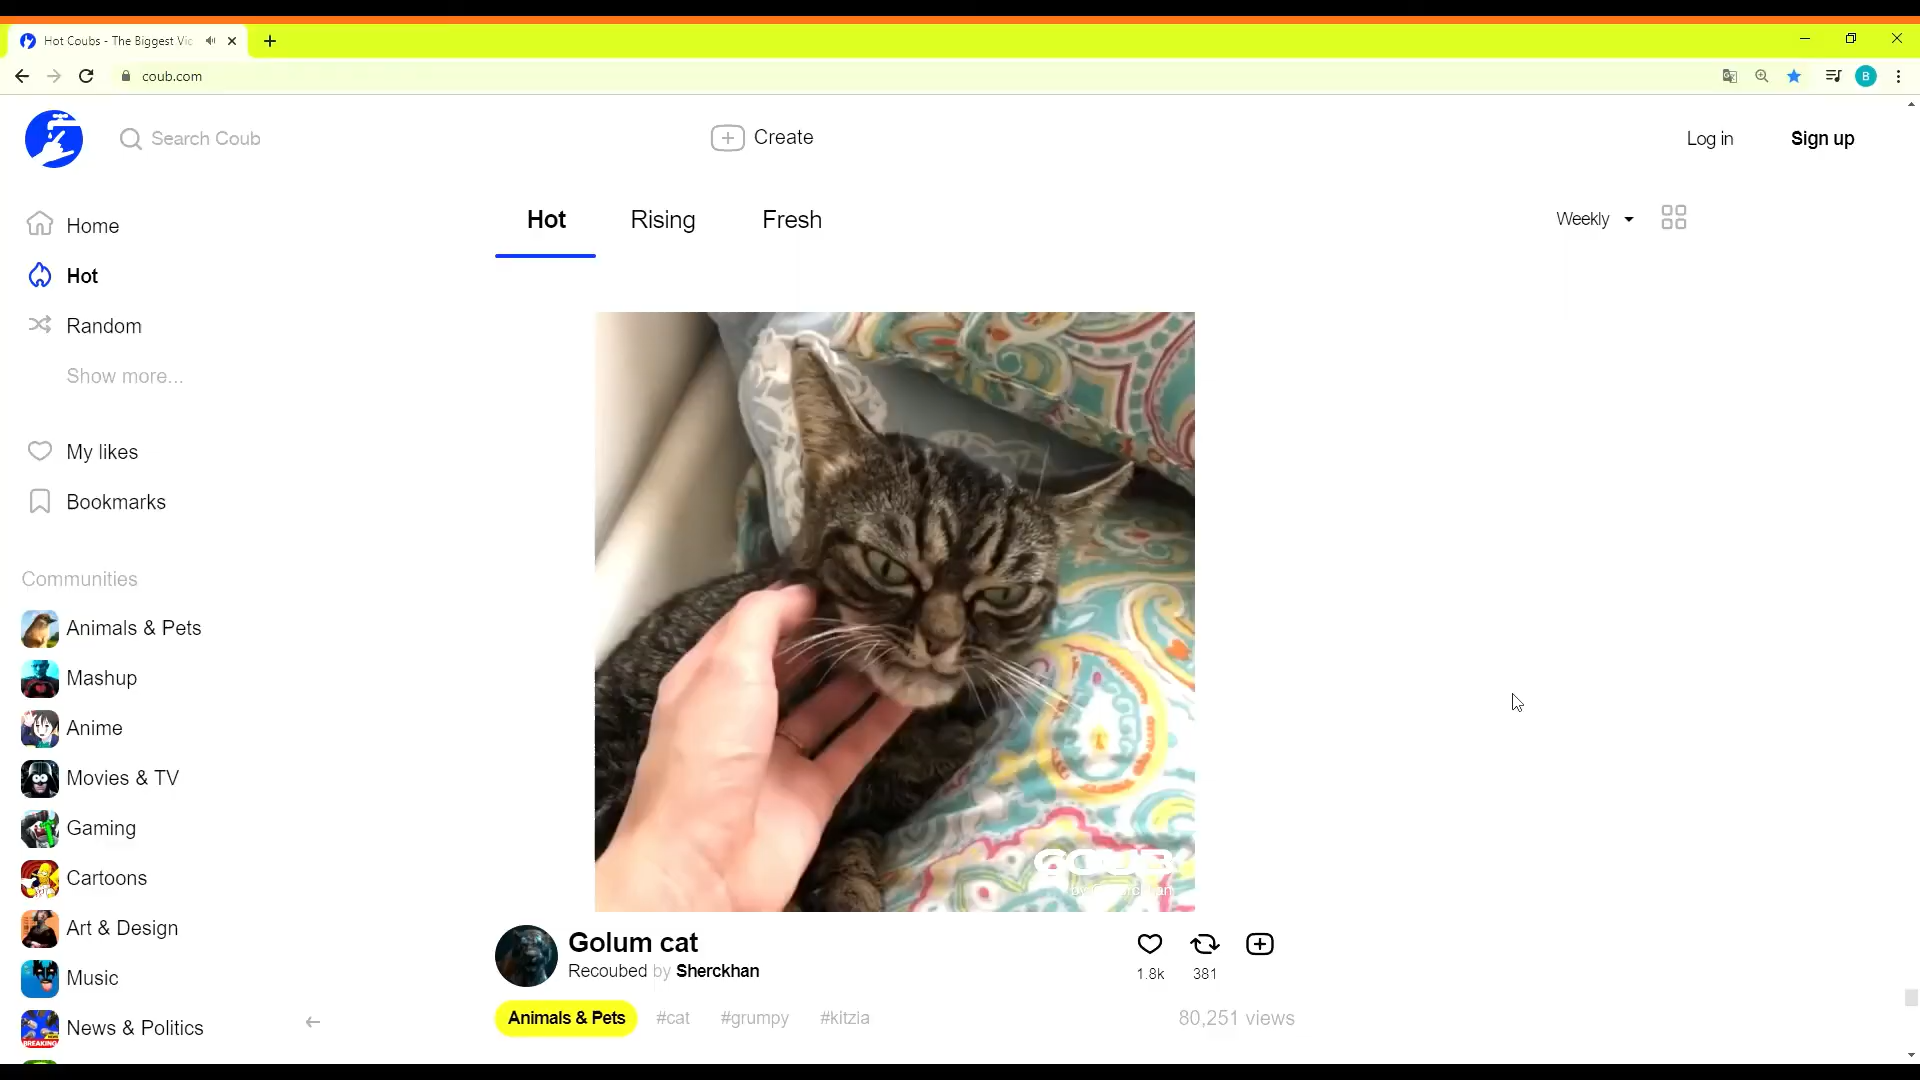 Hot Coubs - The Biggest Vic
coub.com
B
Search Coub
Create
Log in
Sign up
Hot
Rising
Fresh
Weekly
Home
Hot
Random
Show more...
My likes
Bookmarks
Communities
Animals & Pets
Mashup
Anime
Movies & TV
Gaming
Cartoons
Art & Design
Music
News & Politics
BREAKING
COUB
Golum cat
Recoubed by Sherckhan
1.8k
381
Animals & Pets
#cat
#grumpy
#kitzia
80,251 views